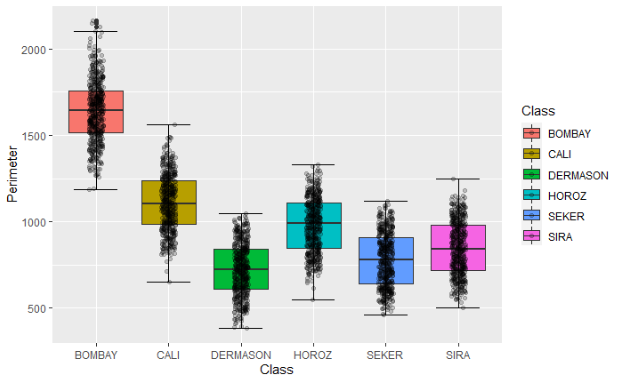 2000
1500
1000
500
Perimeter
BOMBAY CALI DERMASON HOROZ SEKER SIRA
Class
Class
BOMBAY
CALI
DERMASON
HOROZ
SEKER
SIRA